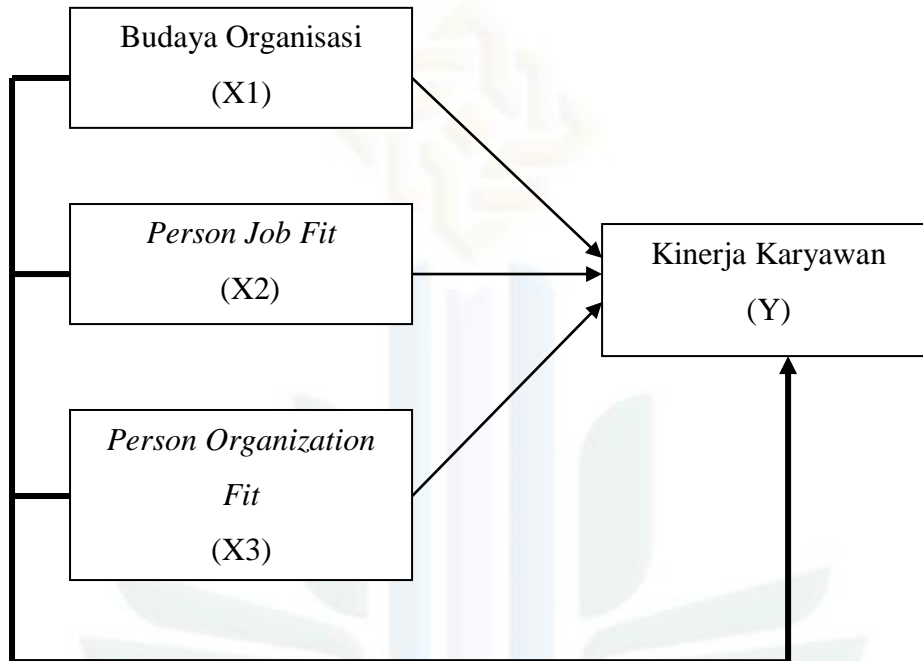 Budaya Organisasi
(X1)
Person Job Fit
(X2)
Kinerja Karyawan
(Y)
Person Organization
Fit
(X3)